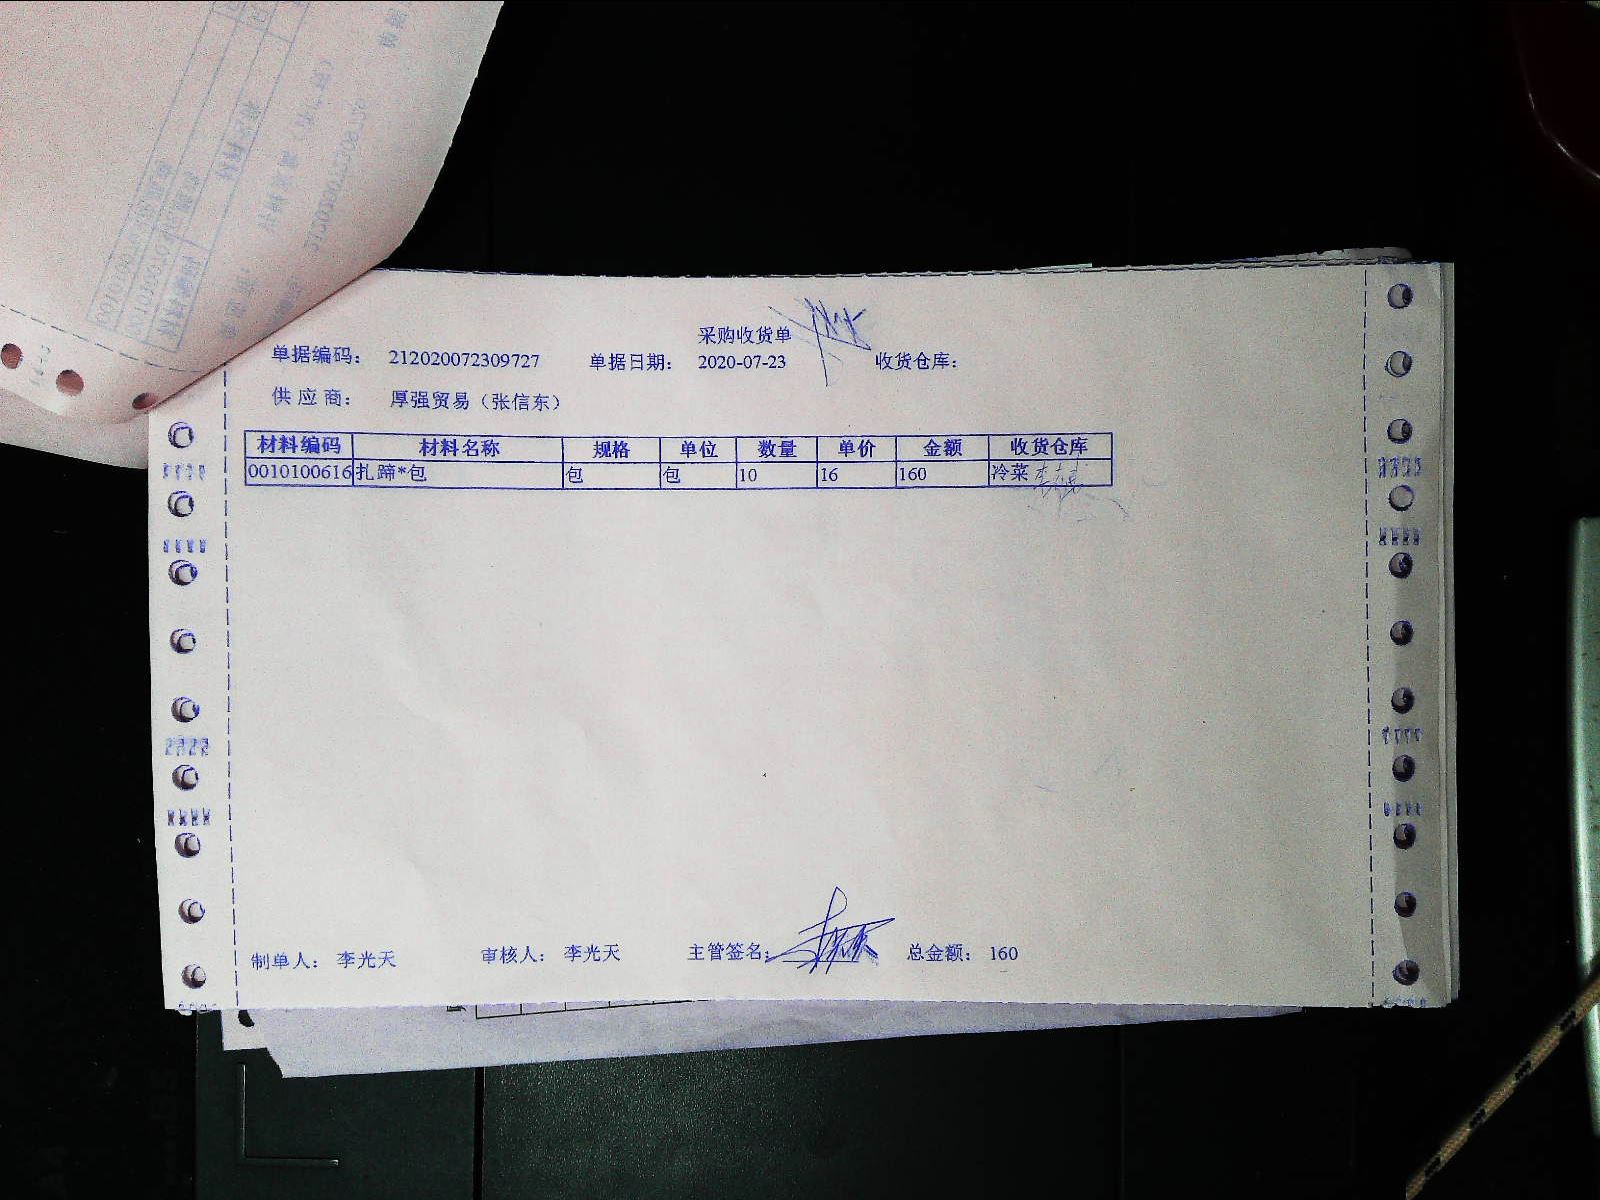 采购收货单
单据编码： 212020072309727 单据日期： 2020-07-23 收货仓库：
供应商： 厚强贸易（张信东）
材料编码 材料名称 规格 单位 数量 单价 金额 收货仓库
0010100616 扎蹄*包 包 包 10 16 160 冷菜
制单人： 李光天 审核人： 李光天 主管签名： 总金额： 160